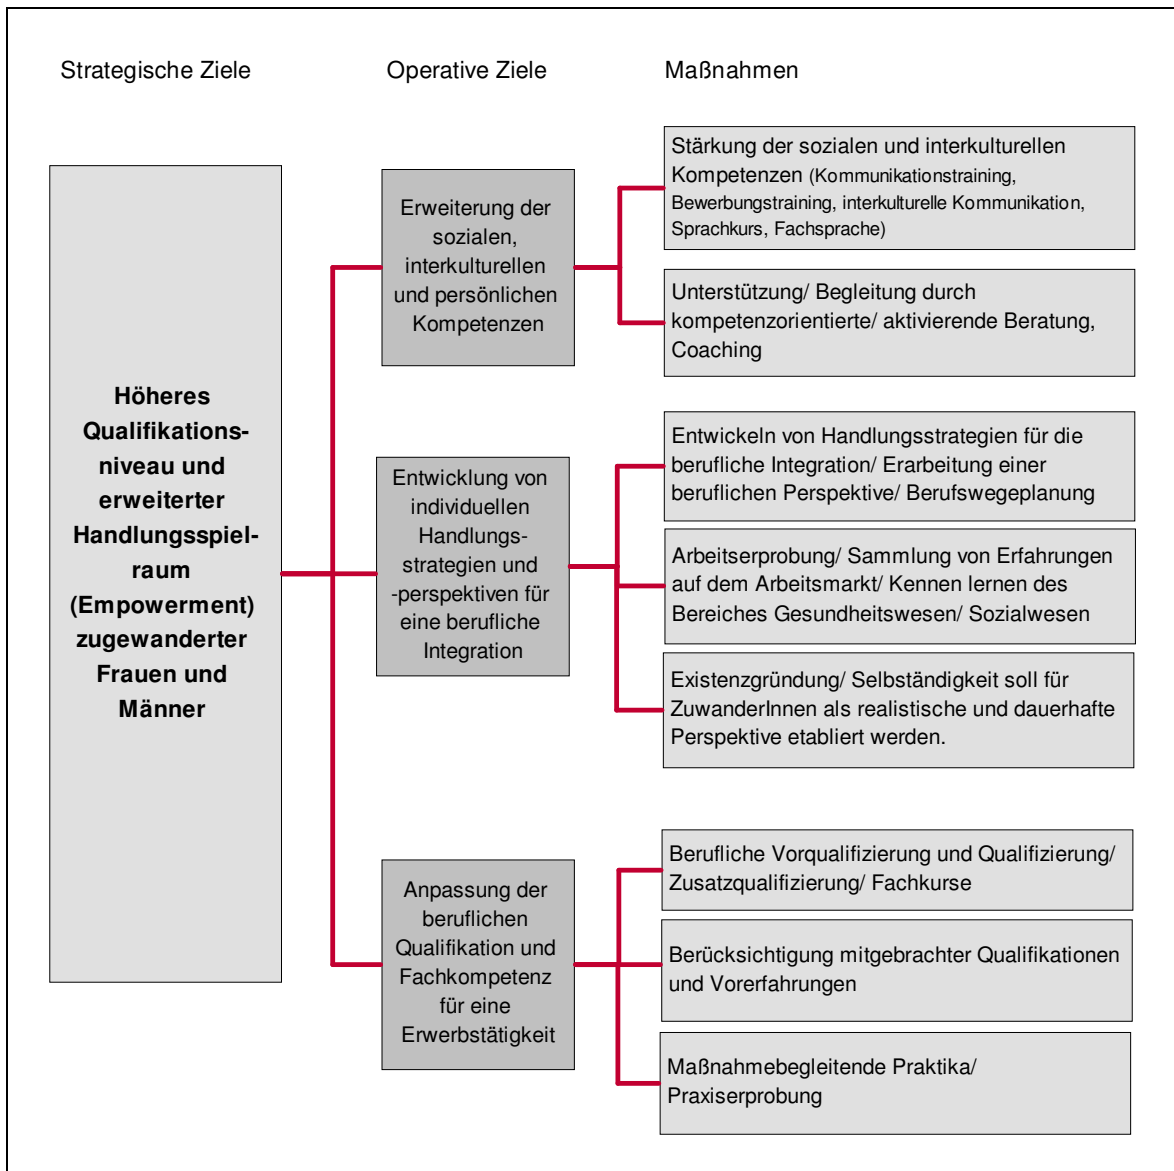 Strategische Ziele
Operative Ziele
Maßnahmen
Höheres
Qualifikations-
niveau und
erweiterter
Handlungsspiel-
raum
(Empowerment)
zugewanderter
Frauen und
Männer
Erweiterung der
sozialen,
interkulturellen
und persönlichen
Kompetenzen
Stärkung der sozialen und interkulturellen
Kompetenzen (Kommunikationstraining,
Bewerbungstraining, interkulturelle Kommunikation,
Sprachkurs, Fachsprache)
Unterstützung/ Begleitung durch
kompetenzorientierte/ aktivierende Beratung,
Coaching
Entwicklung von
individuellen
Handlungs-
strategien und
-perspektiven für
eine berufliche
Integration
Entwickeln von Handlungsstrategien für die
berufliche Integration/ Erarbeitung einer
beruflichen Perspektive/ Berufswegeplanung
Arbeitserprobung/ Sammlung von Erfahrungen
auf dem Arbeitsmarkt/ Kennen lernen des
Bereiches Gesundheitswesen/ Sozialwesen
Existenzgründung/ Selbständigkeit soll für
ZuwanderInnen als realistische und dauerhafte
Perspektive etabliert werden.
Anpassung der
beruflichen
Qualifikation und
Fachkompetenz
für eine
Erwerbstätigkeit
Berufliche Vorqualifizierung und Qualifizierung/
Zusatzqualifizierung/ Fachkurse
Berücksichtigung mitgebrachter Qualifikationen
und Vorerfahrungen
Maßnahmebegleitende Praktika/
Praxiserprobung